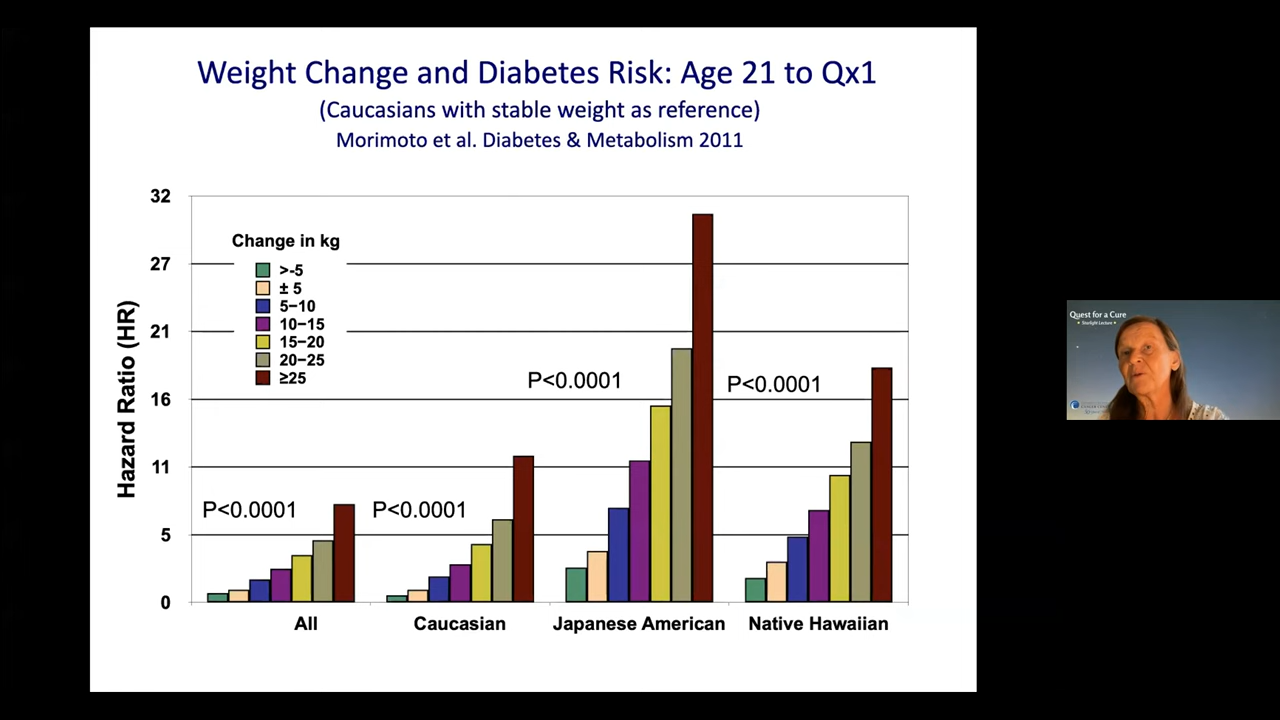 Weight Change and Diabetes Risk: Age 21 to Qx1
(Caucasians with stable weight as reference)
Morimoto et al. Diabetes & Metabolism 2011
Hazard Ratio (HR)
32
27
21
16
11
5
0
Change in kg
>-5
± 5
5−10
10−15
15−20
20−25
≥25
P<0.0001
P<0.0001
P<0.0001
P<0.0001
All
Caucasian
Japanese American
Native Hawaiian
Quest for a Cure
Starlight Lecture